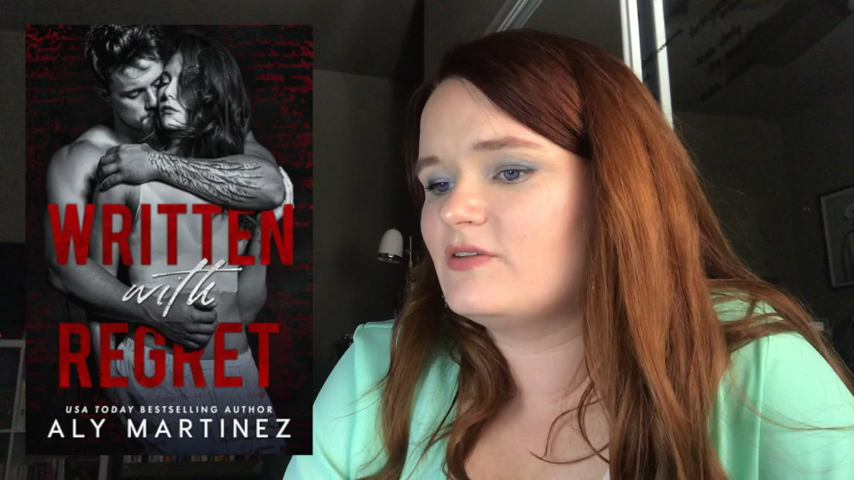 WRITTEN
with
REGRET
USA TODAY BESTSELLING AUTHOR
ALY MARTINEZ